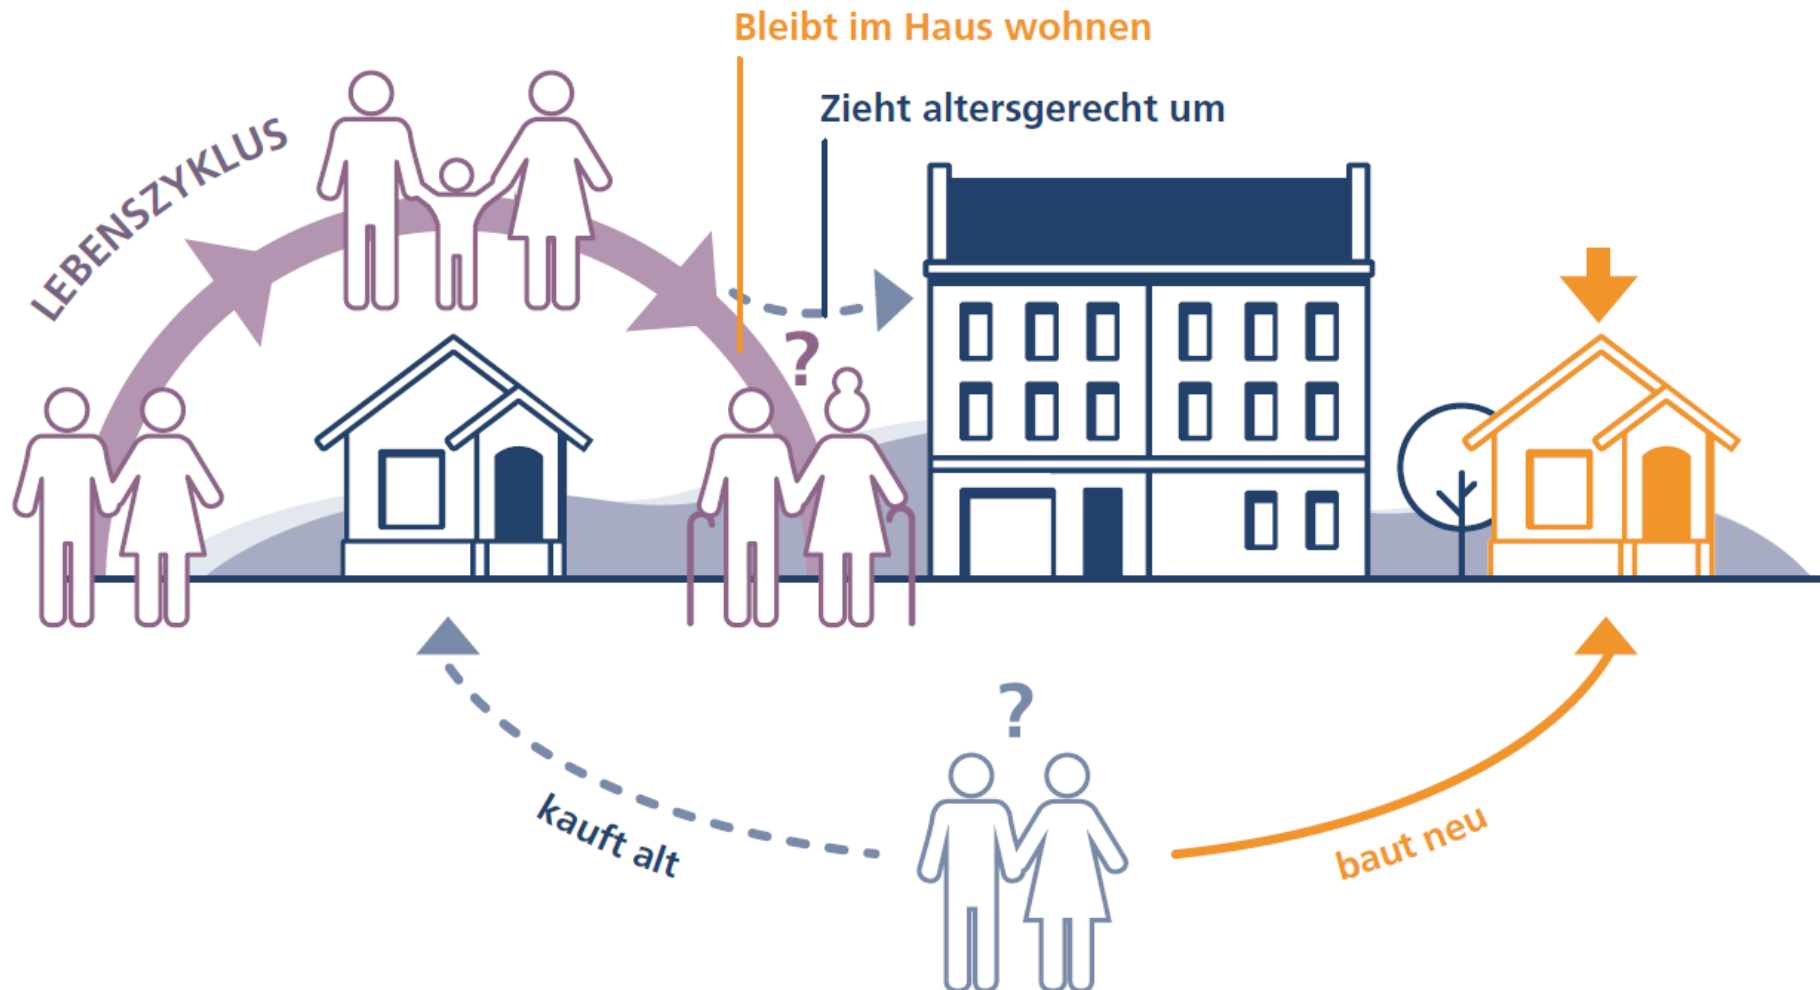 Bleibt im Haus wohnen
Zieht altersgerecht um
LEBENSZYKLUS
?
?
kauft alt
baut neu